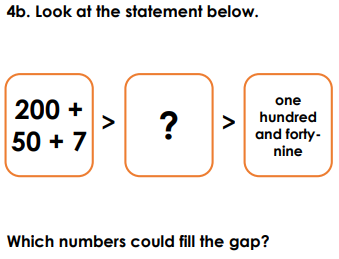 4b. Look at the statement below.
200 +
50 + 7
>
?
>
one
hundred
and forty-
nine
Which numbers could fill the gap?